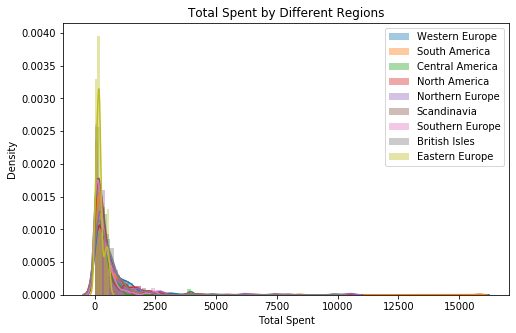 Total Spent by Different Regions
Western Europe
South America
Central America
North America
Northern Europe
Scandinavia
Southern Europe
British Isles
Eastern Europe
Density
0.0040
0.0035
0.0030
0.0025
0.0020
0.0015
0.0010
0.0005
0.0000
0
2500
5000
7500
10000
12500
15000
Total Spent